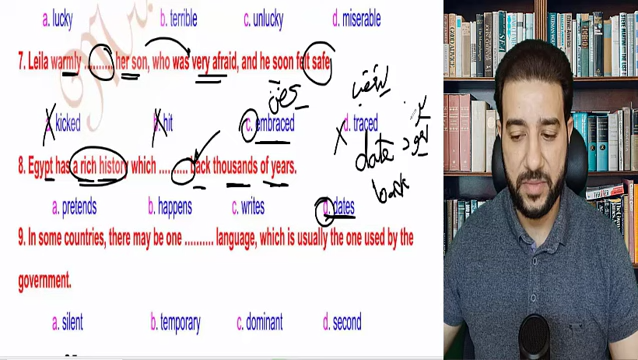 a. lucky b. terrible c. unlucky d. miserable
7. Leila warmly .......... her son, who was very afraid, and he soon felt safe
a. kicked b. hit c. embraced d. traced
8. Egypt has a rich history which .......... back thousands of years.
a. pretends b. happens c. writes d. dates
date
back
9. In some countries, there may be one .......... language, which is usually the one used by the
government.
a. silent b. temporary c. dominant d. second